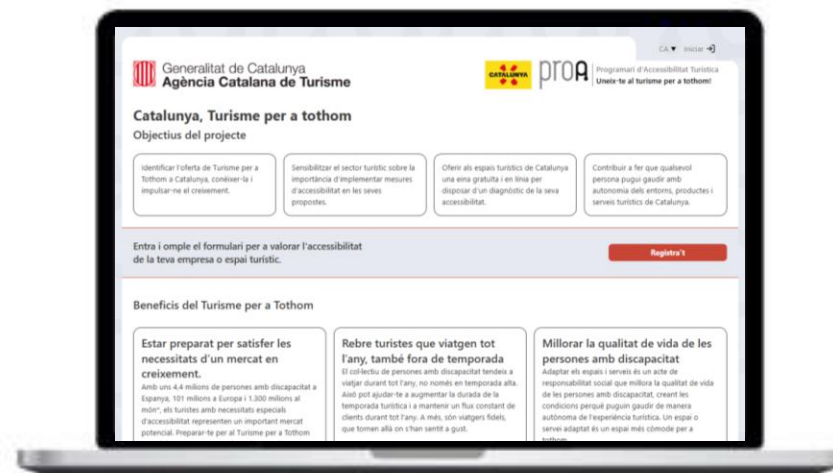 CA ▼ Iniciar
Generalitat de Catalunya
Agència Catalana de Turisme
CATALUNYA
proA
Programari d'Accessibilitat Turística
Uneix-te al turisme per a tothom!
Catalunya, Turisme per a tothom
Objectius del projecte
Identificar l'oferta de Turisme per a
Tothom a Catalunya, conèixer-la i
impulsar-ne el creixement.
Sensibilitzar el sector turístic sobre la
importància d'implementar mesures
d'accessibilitat en les seves
propostes.
Oferir als espais turístics de Catalunya
una eina gratuïta i en línia per
disposar d'un diagnòstic de la seva
accessibilitat.
Contribuir a fer que qualsevol
persona pugui gaudir amb
autonomia dels entorns, productes i
serveis turístics de Catalunya.
Entra i omple el formulari per a valorar l'accessibilitat
de la teva empresa o espai turístic.
Registra't
Beneficis del Turisme per a Tothom
Estar preparat per satisfer les
necessitats d'un mercat en
creixement.
Amb uns 4,4 milions de persones amb discapacitat a
Espanya, 101 milions a Europa i 1.300 milions al
món*, els turistes amb necessitats especials
d'accessibilitat representen un important mercat
potencial. Preparar-te per al Turisme per a Tothom
Rebre turistes que viatgen tot
l'any, també fora de temporada
El col·lectiu de persones amb discapacitat tendeix a
viatjar durant tot l'any, no només en temporada alta.
Això pot ajudar-te a augmentar la durada de la
temporada turística i a mantenir un flux constant de
clients durant tot l'any. A més, són viatgers fidels,
que tornen allà on s'han sentit a gust.
Millorar la qualitat de vida de les
persones amb discapacitat
Adaptar els espais i serveis és un acte de
responsabilitat social que millora la qualitat de vida
de les persones amb discapacitat, creant les
condicions perquè puguin gaudir de manera
autònoma de l'experiència turística. Un espai o
servei adaptat és un espai més còmode per a
tothom.